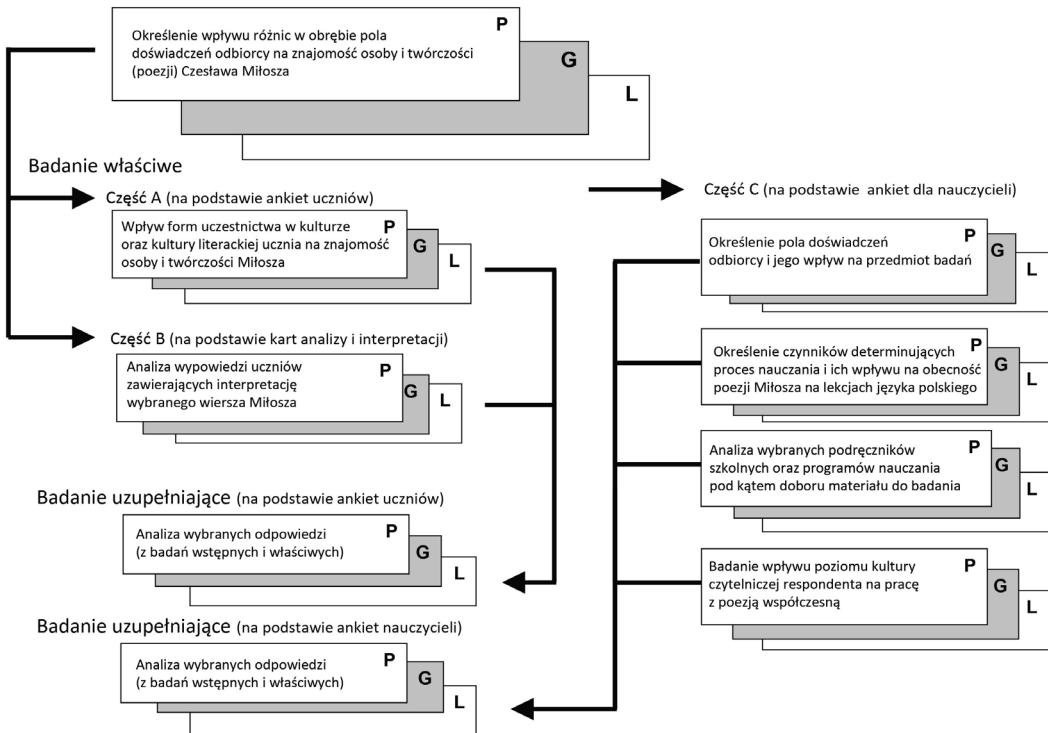 Określenie wpływu różnic w obrębie pola
doświadczeń odbiorcy na znajomość osoby i twórczości
(poezji) Czesława Miłosza
P
G
L
Badanie właściwe
Część A (na podstawie ankiet uczniów)
Wpływ form uczestnictwa w kulturze
oraz kultury literackiej ucznia na znajomość
osoby i twórczości Miłosza
P
G
L
Część B (na podstawie kart analizy i interpretacji)
Analiza wypowiedzi uczniów
zawierających interpretację
wybranego wiersza Miłosza
P
G
L
Badanie uzupełniające (na podstawie ankiet uczniów)
Analiza wybranych odpowiedzi
(z badań wstępnych i właściwych)
P
G
L
Badanie uzupełniające (na podstawie ankiet nauczycieli)
Analiza wybranych odpowiedzi
(z badań wstępnych i właściwych)
P
G
L
Część C (na podstawie ankiet dla nauczycieli)
Określenie pola doświadczeń
odbiorcy i jego wpływ na przedmiot badań
P
G
L
Określenie czynników determinujących
proces nauczania i ich wpływu na obecność
poezji Miłosza na lekcjach języka polskiego
P
G
L
Analiza wybranych podręczników
szkolnych oraz programów nauczania
pod kątem doboru materiału do badania
P
G
L
Badanie wpływu poziomu kultury
czytelniczej respondenta na pracę
z poezją współczesną
P
G
L